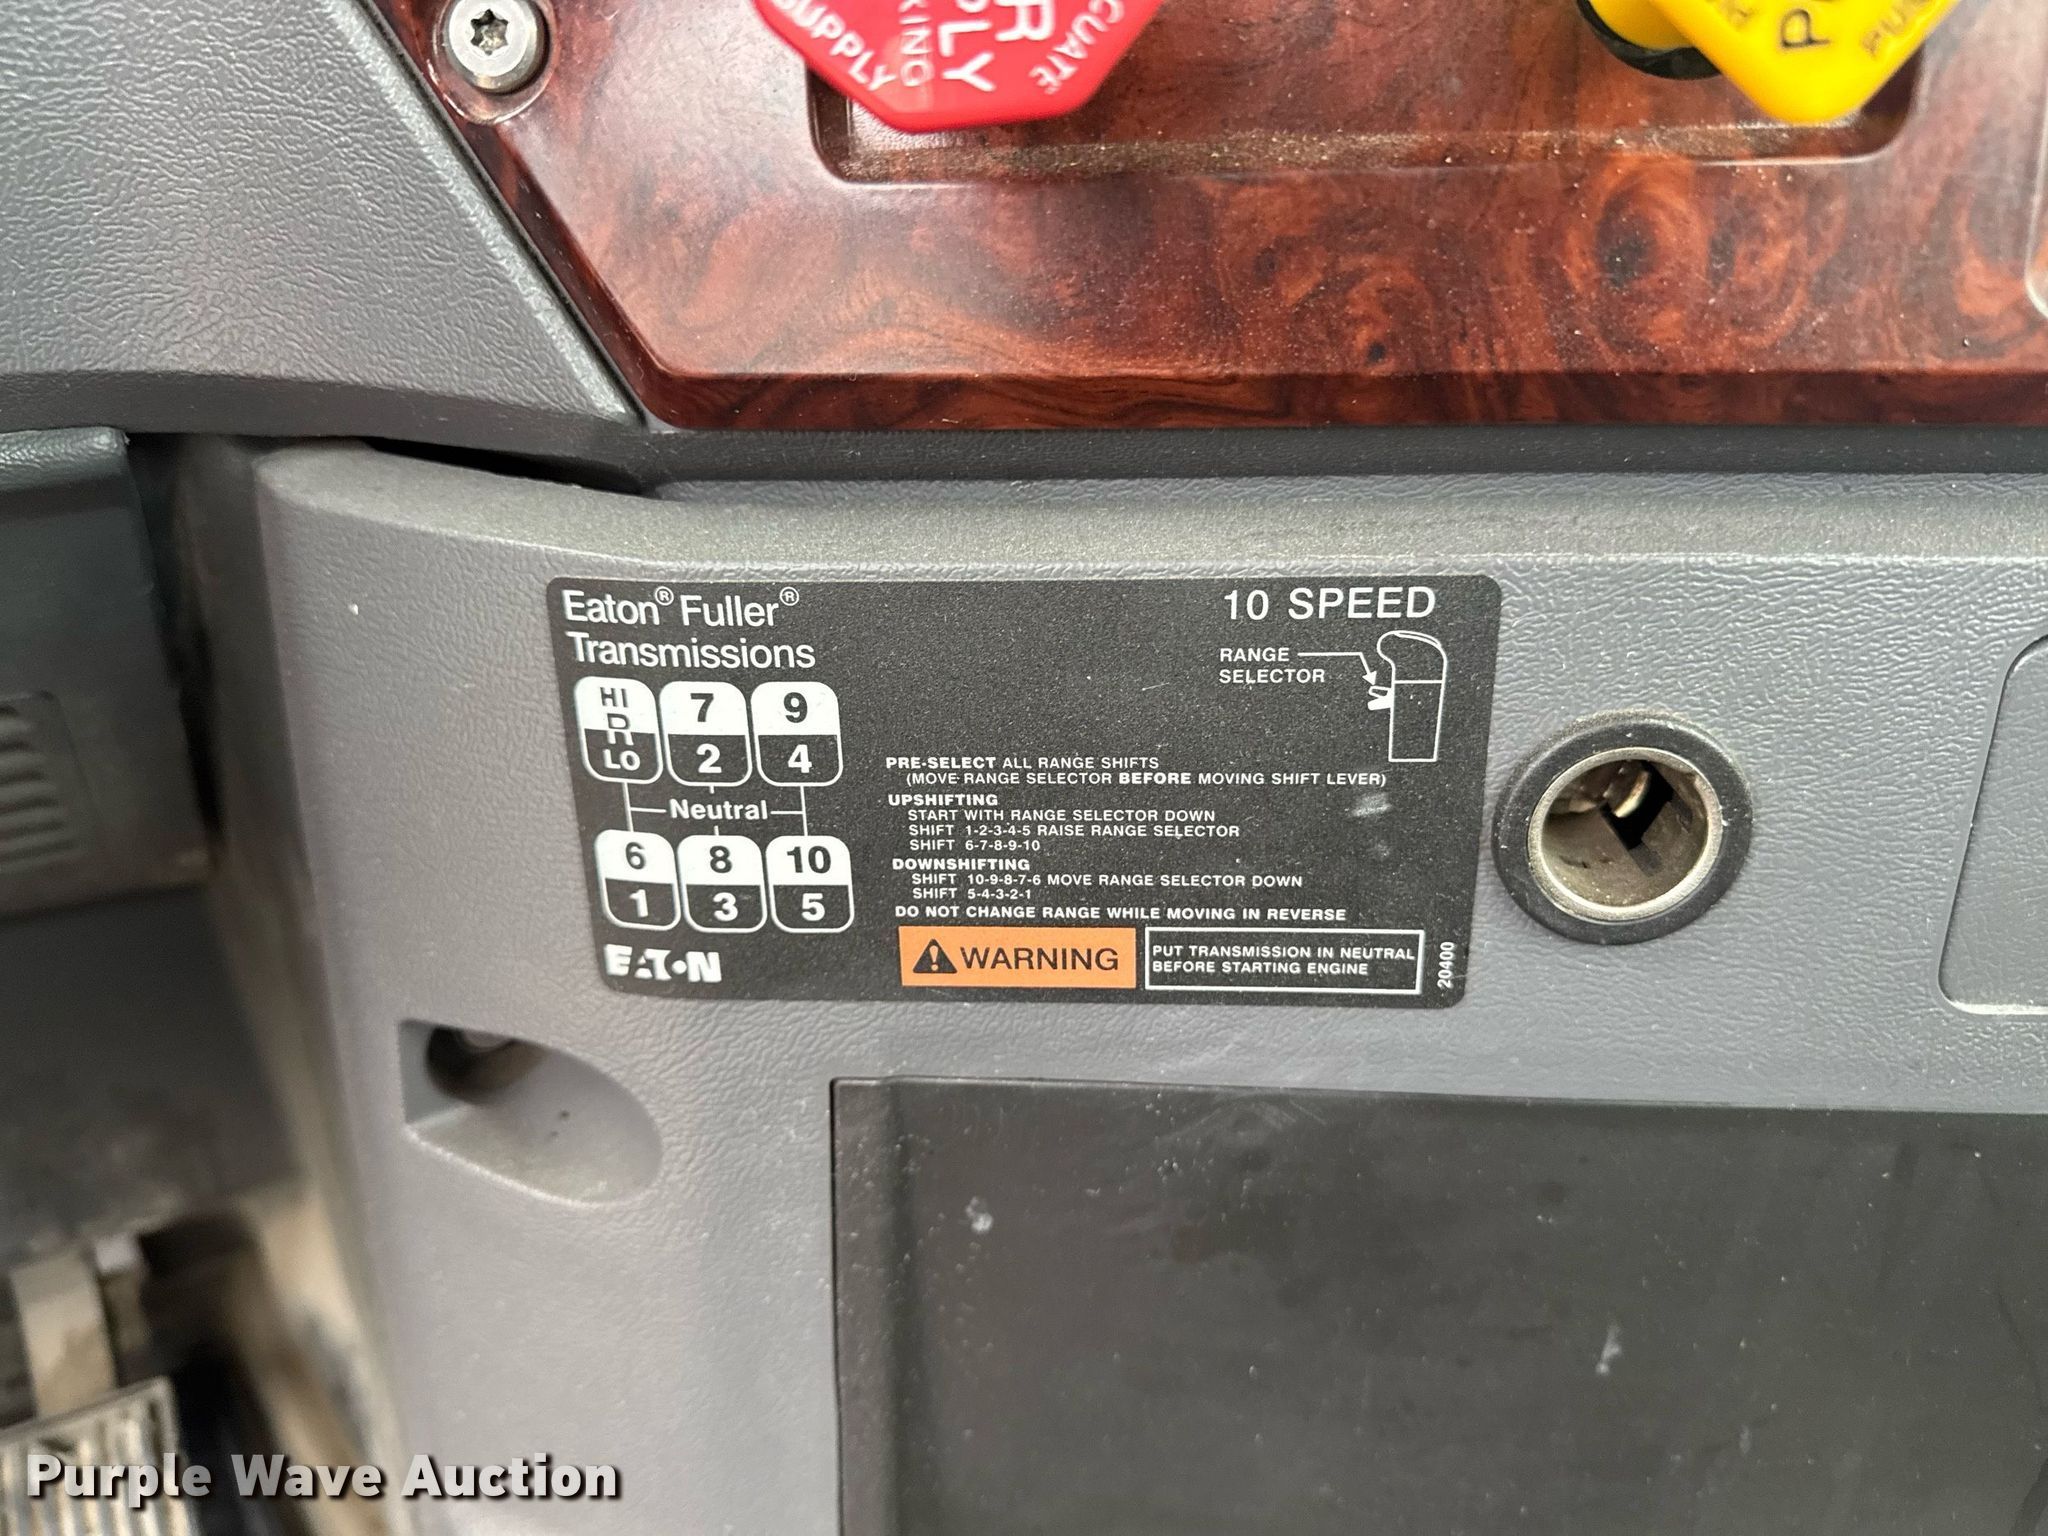 SUPPLY
KING
PLY
R
CUATE
Eaton® Fuller®
Transmissions
10 SPEED
RANGE
SELECTOR
HI 7 9
R
LO 2 4
Neutral
6 8 10
1 3 5
EATON
PRE-SELECT ALL RANGE SHIFTS
(MOVE RANGE SELECTOR BEFORE MOVING SHIFT LEVER)
UPSHIFTING
START WITH RANGE SELECTOR DOWN
SHIFT 1-2-3-4-5 RAISE RANGE SELECTOR
SHIFT 6-7-8-9-10
DOWNSHIFTING
SHIFT 10-9-8-7-6 MOVE RANGE SELECTOR DOWN
SHIFT 5-4-3-2-1
DO NOT CHANGE RANGE WHILE MOVING IN REVERSE
WARNING
PUT TRANSMISSION IN NEUTRAL
BEFORE STARTING ENGINE
20400
Purple Wave Auction